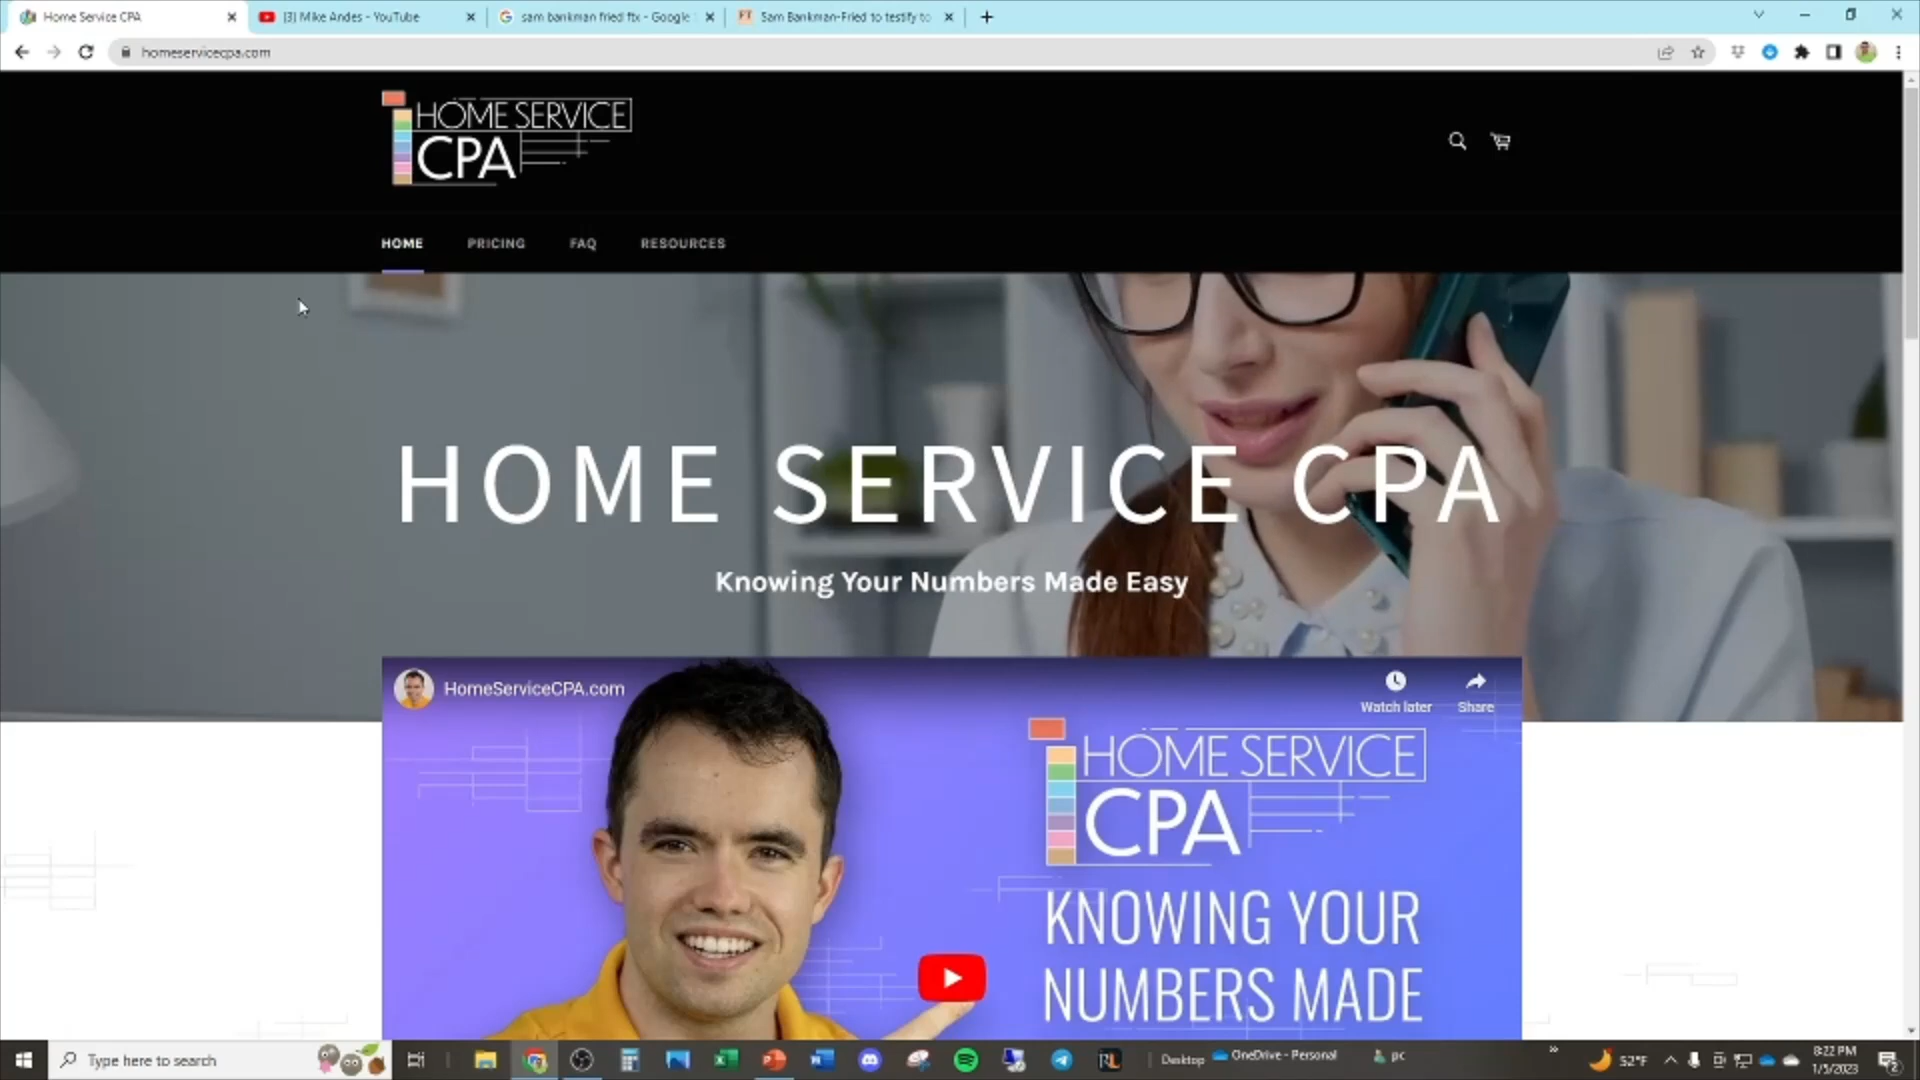 Home Service CPA
(3) Mike Andes - YouTube
sam bankman fried ftx - Google
Sam Bankman-Fried to testify to
homeservicecpa.com
HOME SERVICE
CPA
HOME
PRICING
FAQ
RESOURCES
HOME SERVICE CPA
Knowing Your Numbers Made Easy
HomeServiceCPA.com
Watch later
Share
HOME SERVICE
CPA
KNOWING YOUR
NUMBERS MADE
Type here to search
Desktop
OneDrive - Personal
pc
52°F
8:22 PM
1/5/2023